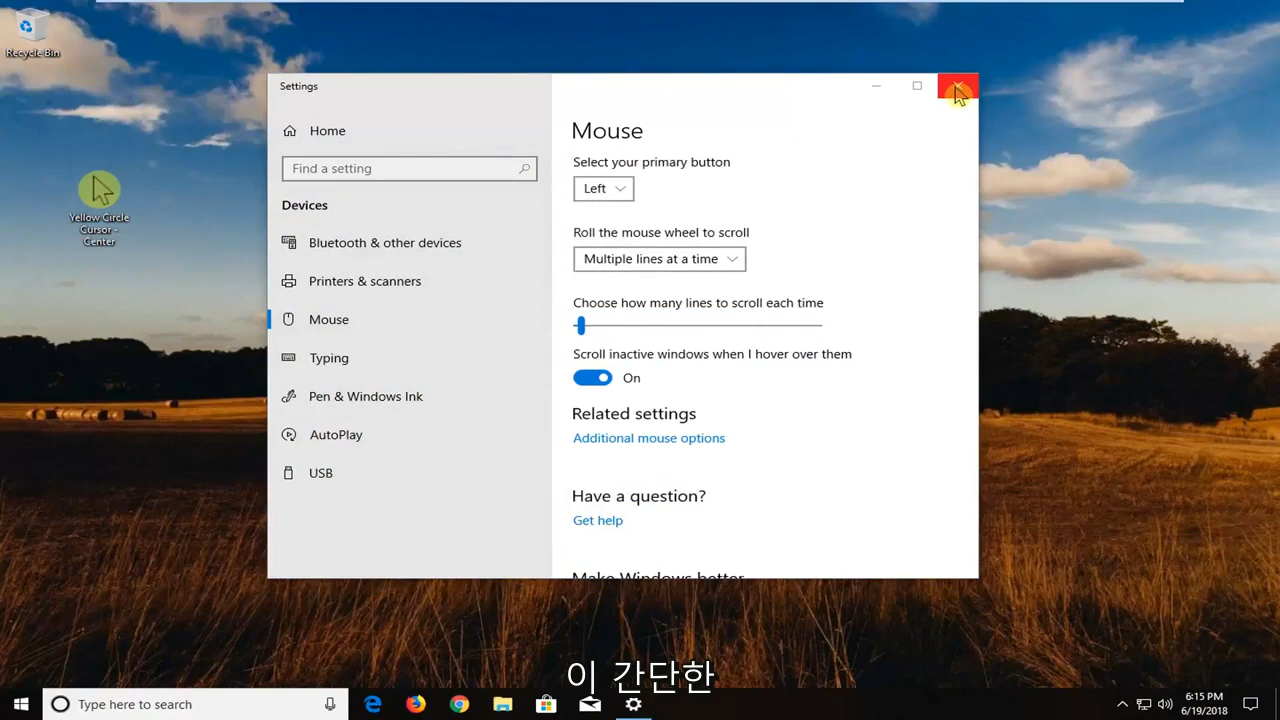 Recycle Bin
Yellow Circle
Cursor -
Center
Settings
Home
Find a setting
Devices
Bluetooth & other devices
Printers & scanners
Mouse
Typing
Pen & Windows Ink
AutoPlay
USB
Mouse
Select your primary button
Left
Roll the mouse wheel to scroll
Multiple lines at a time
Choose how many lines to scroll each time
Scroll inactive windows when I hover over them
On
Related settings
Additional mouse options
Have a question?
Get help
Make Windows better
이 간단한
Type here to search
6:15 PM
6/19/2018